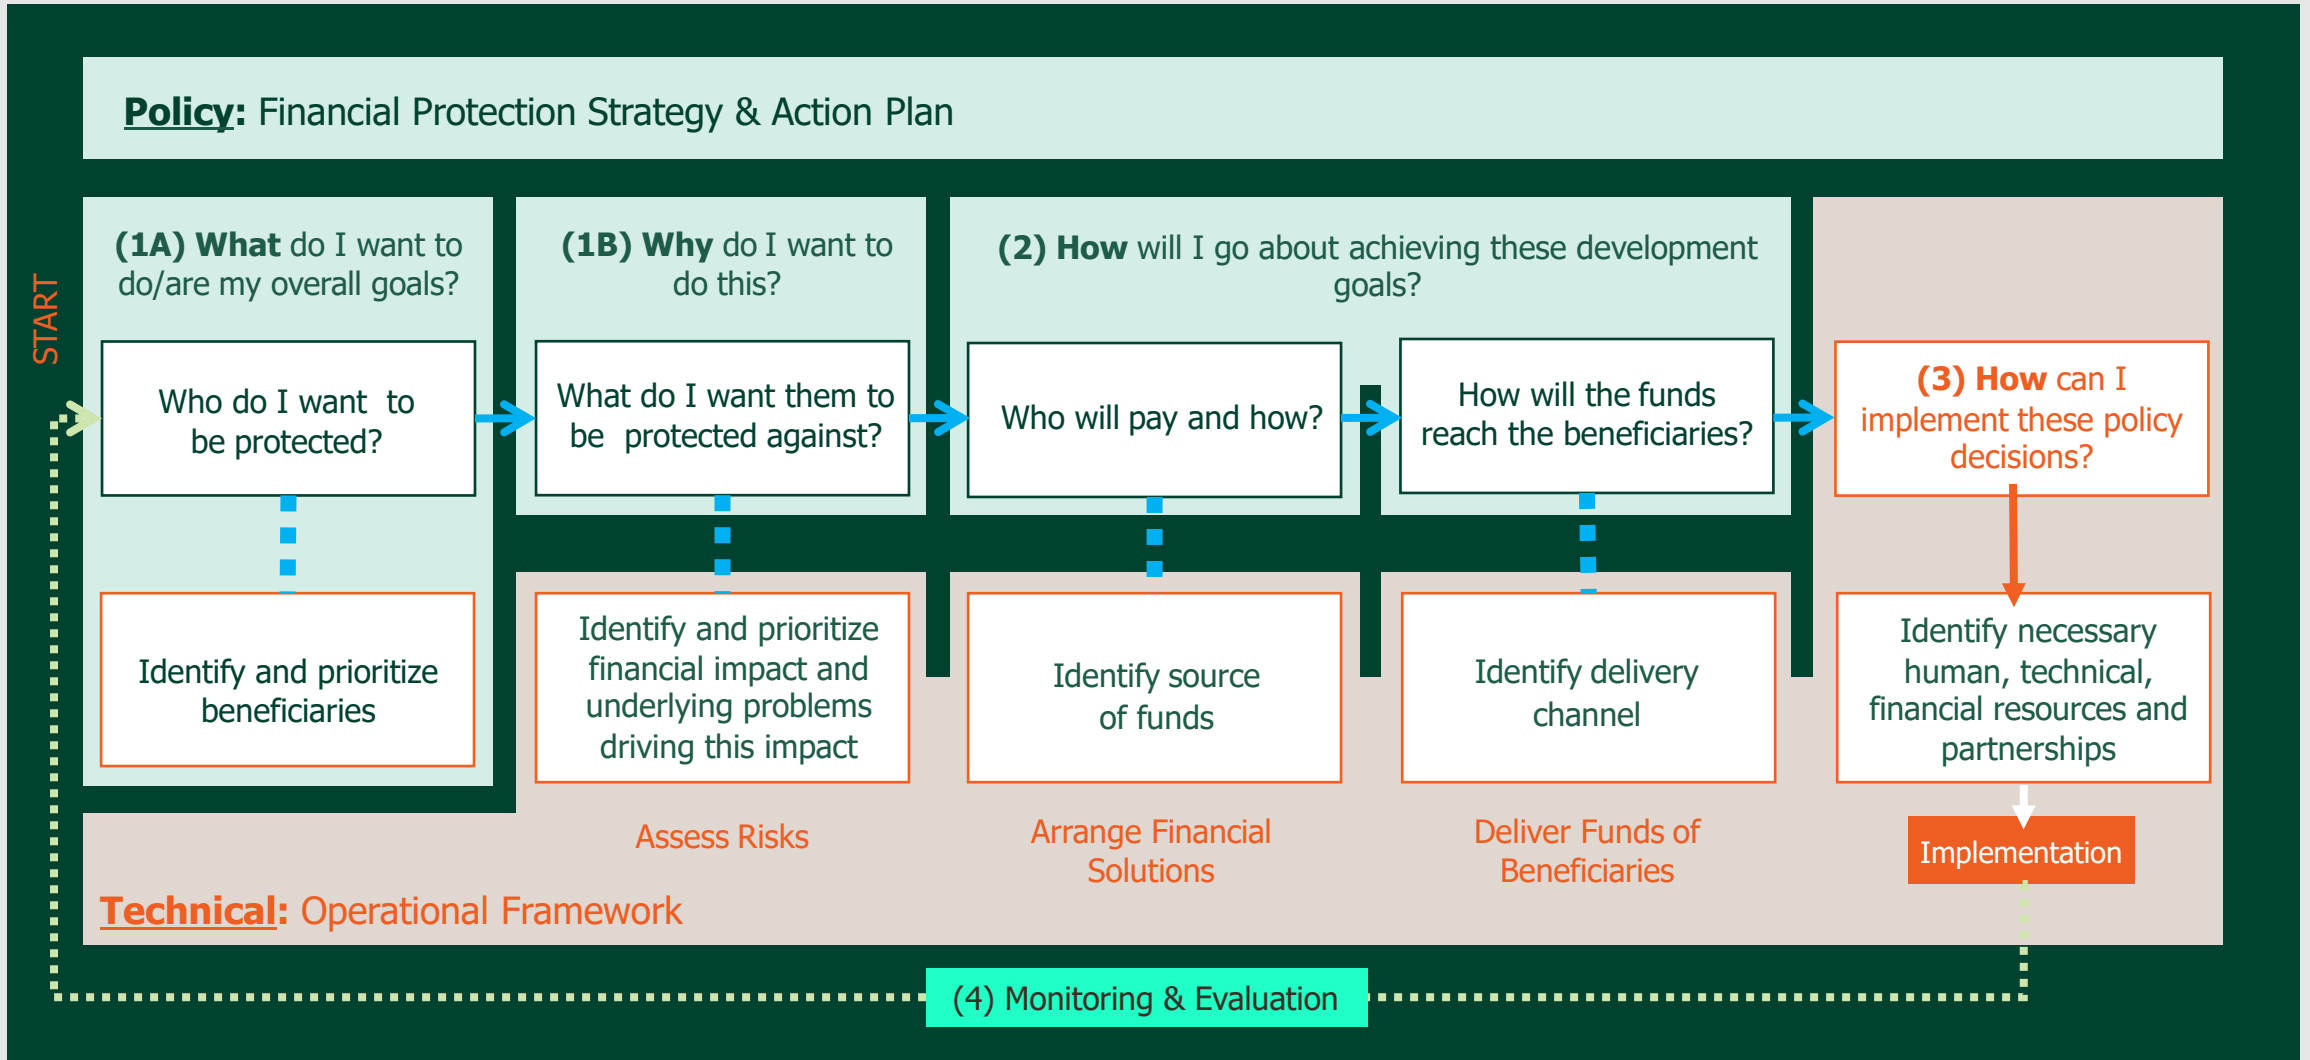 Policy: Financial Protection Strategy & Action Plan
START
(1A) What do I want to
do/are my overall goals?
Who do I want to
be protected?
Identify and prioritize
beneficiaries
(1B) Why do I want to
do this?
What do I want them to
be protected against?
Identify and prioritize
financial impact and
underlying problems
driving this impact
Assess Risks
(2) How will I go about achieving these development
goals?
Who will pay and how?
Identify source
of funds
Arrange Financial
Solutions
How will the funds
reach the beneficiaries?
Identify delivery
channel
Deliver Funds of
Beneficiaries
(3) How can I
implement these policy
decisions?
Identify necessary
human, technical,
financial resources and
partnerships
Implementation
Technical: Operational Framework
(4) Monitoring & Evaluation